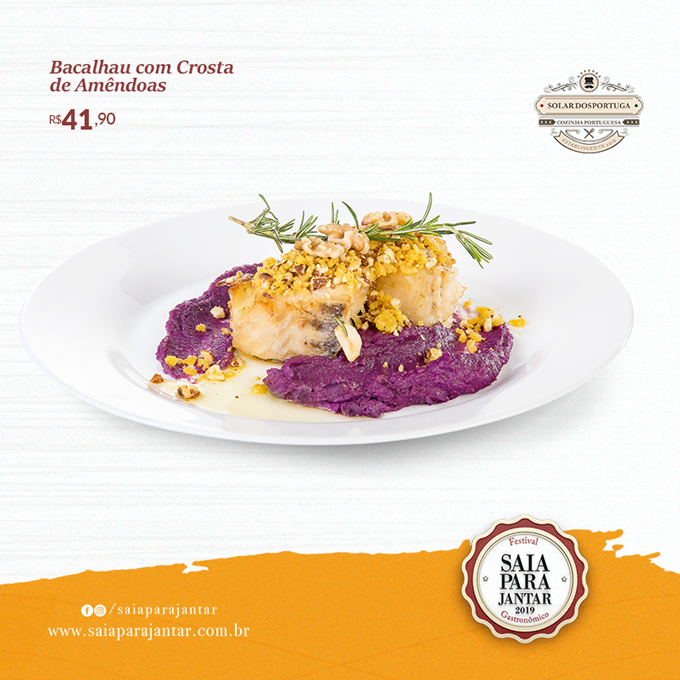 Bacalhau com Crosta
de Amêndoas
R$41,90
SOLAR DOS PORTUGA
COZINHA PORTUGUESA
Festival
SAIA
PARA
JANTAR
2019
Gastronômico
/saiaparajantar
www.saiaparajantar.com.br